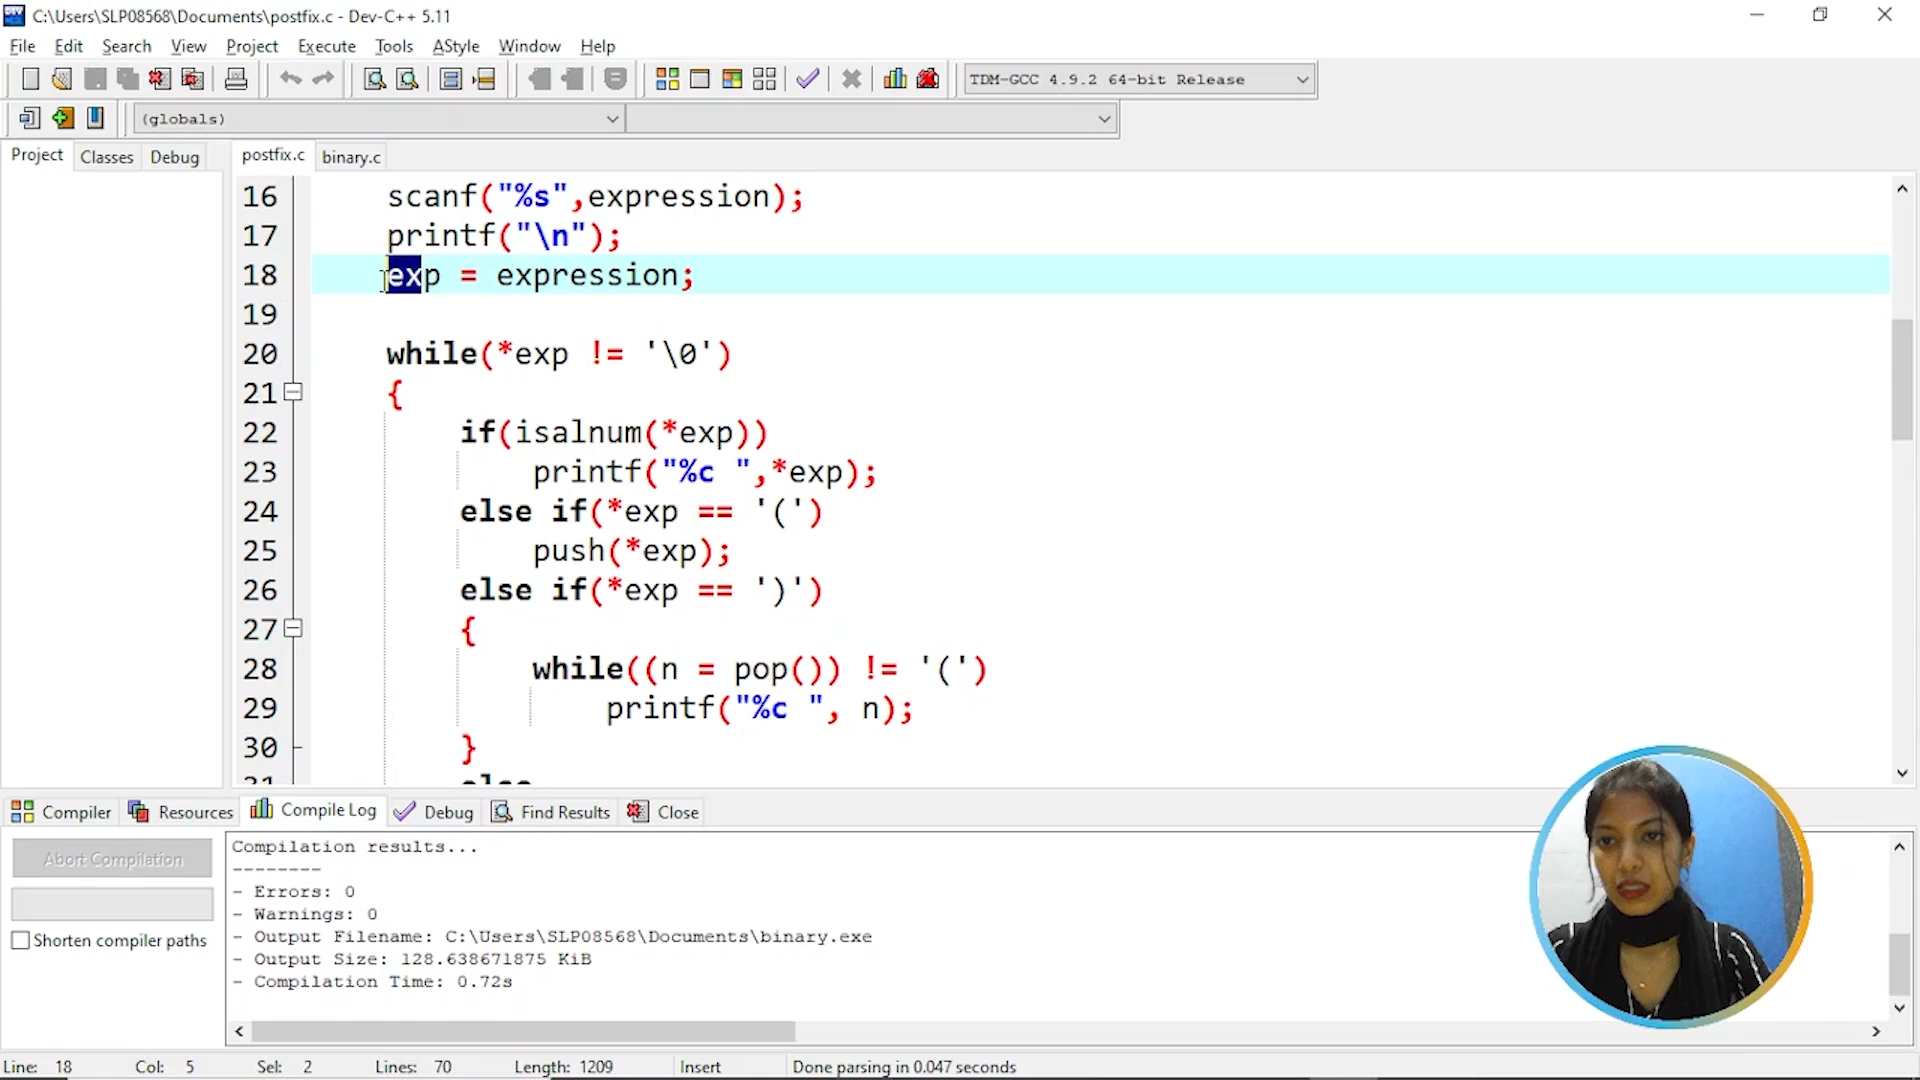 C:\Users\SLP08568\Documents\postfix.c - Dev-C++ 5.11
File Edit Search View Project Execute Tools AStyle Window Help
TDM-GCC 4.9.2 64-bit Release
(globals)
Project Classes Debug postfix.c binary.c
16 scanf("%s",expression);
17 printf("\n");
18 exp = expression;
19
20 while(*exp != '\0')
21 {
22 if(isalnum(*exp))
23 printf("%c ",*exp);
24 else if(*exp == '(')
25 push(*exp);
26 else if(*exp == ')')
27 {
28 while((n = pop()) != '(')
29 printf("%c ", n);
30 }
31 else
Compiler Resources Compile Log Debug Find Results Close
Abort Compilation
Shorten compiler paths
Compilation results...
--------
- Errors: 0
- Warnings: 0
- Output Filename: C:\Users\SLP08568\Documents\binary.exe
- Output Size: 128.638671875 KiB
- Compilation Time: 0.72s
Line: 18 Col: 5 Sel: 2 Lines: 70 Length: 1209 Insert Done parsing in 0.047 seconds